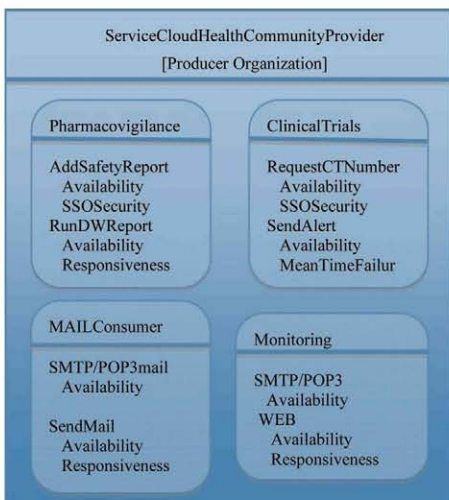 ServiceCloudHealthCommunityProvider
[Producer Organization]
Pharmacovigilance
AddSafetyReport
Availability
SSOSecurity
RunDWReport
Availability
Responsiveness
ClinicalTrials
RequestCTNumber
Availability
SSOSecurity
SendAlert
Availability
MeanTimeFailur
MAILConsumer
SMTP/POP3mail
Availability
SendMail
Availability
Responsiveness
Monitoring
SMTP/POP3
Availability
WEB
Availability
Responsiveness